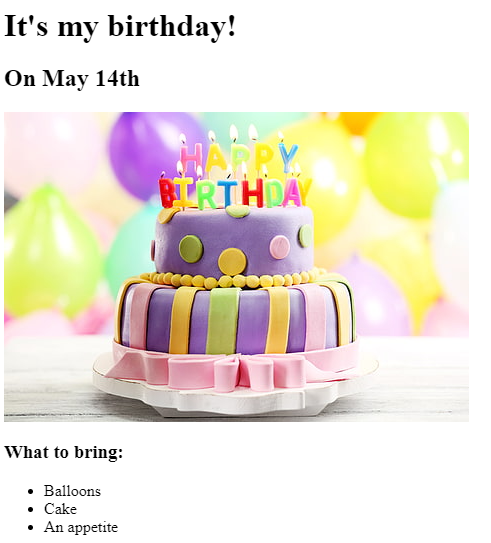 It's my birthday!
On May 14th
HAPPY
BIRTHDAY
What to bring:
Balloons
Cake
An appetite